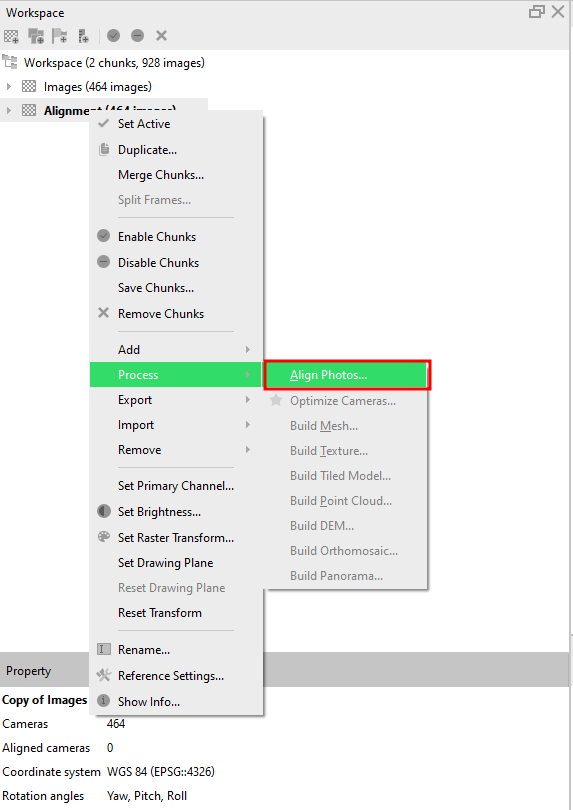 Workspace
Workspace (2 chunks, 928 images)
Images (464 images)
Alignment (464 images)
Set Active
Duplicate...
Merge Chunks...
Split Frames...
Enable Chunks
Disable Chunks
Save Chunks...
Remove Chunks
Add
Process
Align Photos...
Export
Optimize Cameras...
Import
Build Mesh...
Remove
Build Texture...
Build Tiled Model...
Set Primary Channel...
Build Point Cloud...
Set Brightness...
Build DEM...
Set Raster Transform...
Build Orthomosaic...
Set Drawing Plane
Build Panorama...
Reset Drawing Plane
Reset Transform
Rename...
Property
Reference Settings...
Copy of Images
Show Info...
Cameras 464
Aligned cameras 0
Coordinate system WGS 84 (EPSG::4326)
Rotation angles Yaw, Pitch, Roll